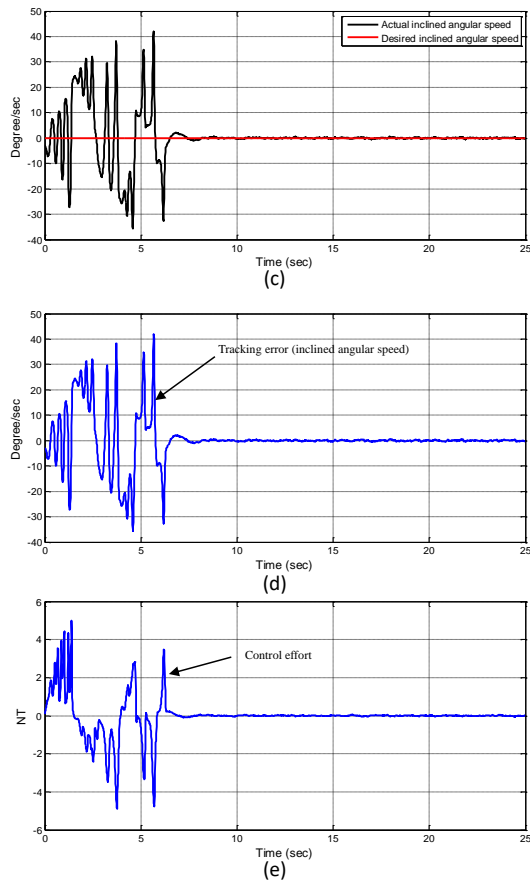 50
40
30
20
10
0
-10
-20
-30
-40
Degree/sec
Actual inclined angular speed
Desired inclined angular speed
0 5 10 15 20 25
Time (sec)
(c)
50
40
30
20
10
0
-10
-20
-30
-40
Degree/sec
Tracking error (inclined angular speed)
0 5 10 15 20 25
Time (sec)
(d)
6
4
2
0
-2
-4
-6
NT
Control effort
0 5 10 15 20 25
Time (sec)
(e)